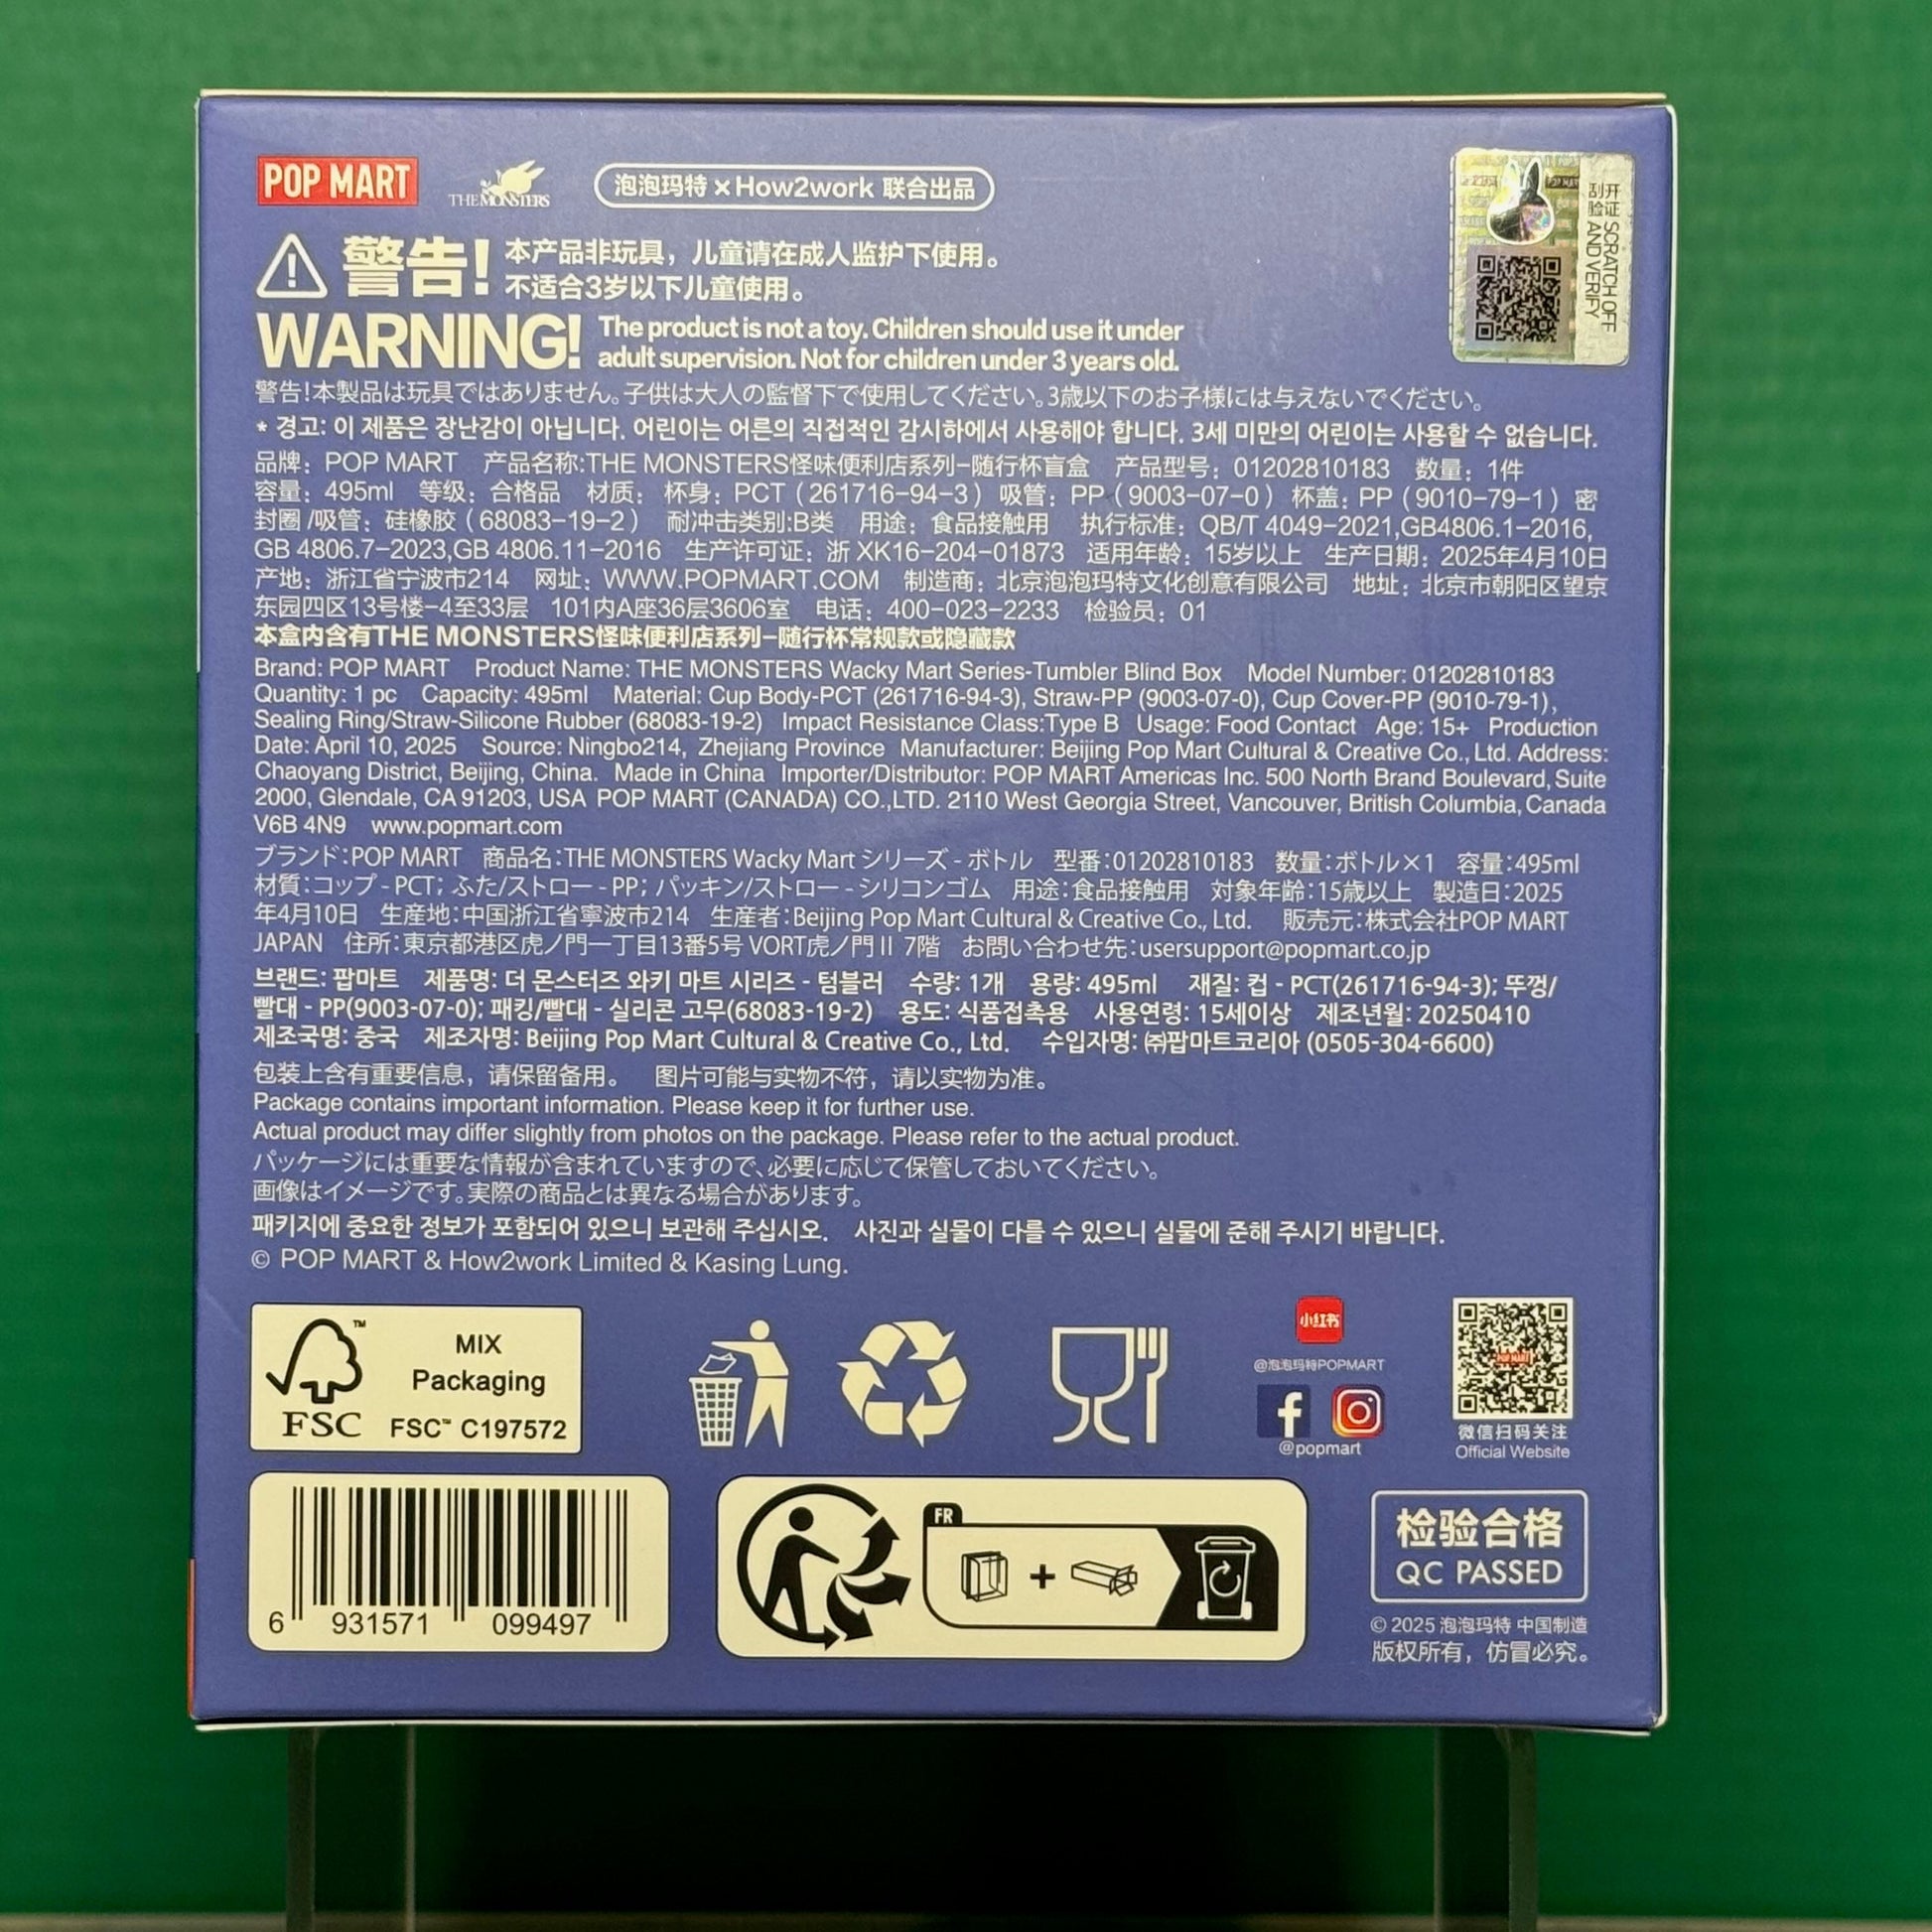 POP MART
THE MONSTERS
泡泡玛特 × How2work 联合出品
刮开 SCRATCH OFF
验证 AND VERIFY
警告! 本产品非玩具，儿童请在成人监护下使用。
不适合3岁以下儿童使用。
WARNING! The product is not a toy. Children should use it under
adult supervision. Not for children under 3 years old.
警告!本製品は玩具ではありません。子供は大人の監督下で使用してください。3歳以下のお子様には与えないでください。
* 경고: 이 제품은 장난감이 아닙니다. 어린이는 어른의 직접적인 감시하에서 사용해야 합니다. 3세 미만의 어린이는 사용할 수 없습니다.
品牌：POP MART 产品名称:THE MONSTERS怪味便利店系列-随行杯盲盒 产品型号：01202810183 数量：1件
容量：495ml 等级：合格品 材质：杯身：PCT（261716-94-3）吸管：PP（9003-07-0）杯盖：PP（9010-79-1）密
封圈/吸管：硅橡胶（68083-19-2） 耐冲击类别:B类 用途：食品接触用 执行标准：QB/T 4049-2021,GB4806.1-2016,
GB 4806.7-2023,GB 4806.11-2016 生产许可证：浙 XK16-204-01873 适用年龄：15岁以上 生产日期：2025年4月10日
产地：浙江省宁波市214 网址：WWW.POPMART.COM 制造商：北京泡泡玛特文化创意有限公司 地址：北京市朝阳区望京
东园四区13号楼-4至33层 101内A座36层3606室 电话：400-023-2233 检验员：01
本盒内含有THE MONSTERS怪味便利店系列-随行杯常规款或隐藏款
Brand: POP MART Product Name: THE MONSTERS Wacky Mart Series-Tumbler Blind Box Model Number: 01202810183
Quantity: 1 pc Capacity: 495ml Material: Cup Body-PCT (261716-94-3), Straw-PP (9003-07-0), Cup Cover-PP (9010-79-1),
Sealing Ring/Straw-Silicone Rubber (68083-19-2) Impact Resistance Class:Type B Usage: Food Contact Age: 15+ Production
Date: April 10, 2025 Source: Ningbo214, Zhejiang Province Manufacturer: Beijing Pop Mart Cultural & Creative Co., Ltd. Address:
Chaoyang District, Beijing, China. Made in China Importer/Distributor: POP MART Americas Inc. 500 North Brand Boulevard, Suite
2000, Glendale, CA 91203, USA POP MART (CANADA) CO.,LTD. 2110 West Georgia Street, Vancouver, British Columbia, Canada
V6B 4N9 www.popmart.com
ブランド:POP MART 商品名:THE MONSTERS Wacky Mart シリーズ - ボトル 型番:01202810183 数量:ボトル×1 容量:495ml
材質:コップ - PCT; ふた/ストロー - PP; パッキン/ストロー - シリコンゴム 用途:食品接触用 対象年齢:15歳以上 製造日:2025
年4月10日 生産地:中国浙江省寧波市214 生産者:Beijing Pop Mart Cultural & Creative Co., Ltd. 販売元:株式会社POP MART
JAPAN 住所:東京都港区虎ノ門一丁目13番5号 VORT虎ノ門II 7階 お問い合わせ先:usersupport@popmart.co.jp
브랜드: 팝마트 제품명: 더 몬스터즈 와키 마트 시리즈 - 텀블러 수량: 1개 용량: 495ml 재질: 컵 - PCT(261716-94-3); 뚜껑/
빨대 - PP(9003-07-0); 패킹/빨대 - 실리콘 고무(68083-19-2) 용도: 식품접촉용 사용연령: 15세이상 제조년월: 20250410
제조국명: 중국 제조자명: Beijing Pop Mart Cultural & Creative Co., Ltd. 수입자명: ㈜팝마트코리아 (0505-304-6600)
包装上含有重要信息，请保留备用。 图片可能与实物不符，请以实物为准。
Package contains important information. Please keep it for further use.
Actual product may differ slightly from photos on the package. Please refer to the actual product.
パッケージには重要な情報が含まれていますので、必要に応じて保管しておいてください。
画像はイメージです。実際の商品とは異なる場合があります。
패키지에 중요한 정보가 포함되어 있으니 보관해 주십시오. 사진과 실물이 다를 수 있으니 실물에 준해 주시기 바랍니다.
© POP MART & How2work Limited & Kasing Lung.
FSC
MIX
Packaging
FSC™ C197572
小红书
@泡泡玛特POPMART
@popmart
POP MART
微信扫码关注
Official Website
6 931571 099497
FR
检验合格
QC PASSED
© 2025 泡泡玛特 中国制造
版权所有，仿冒必究。